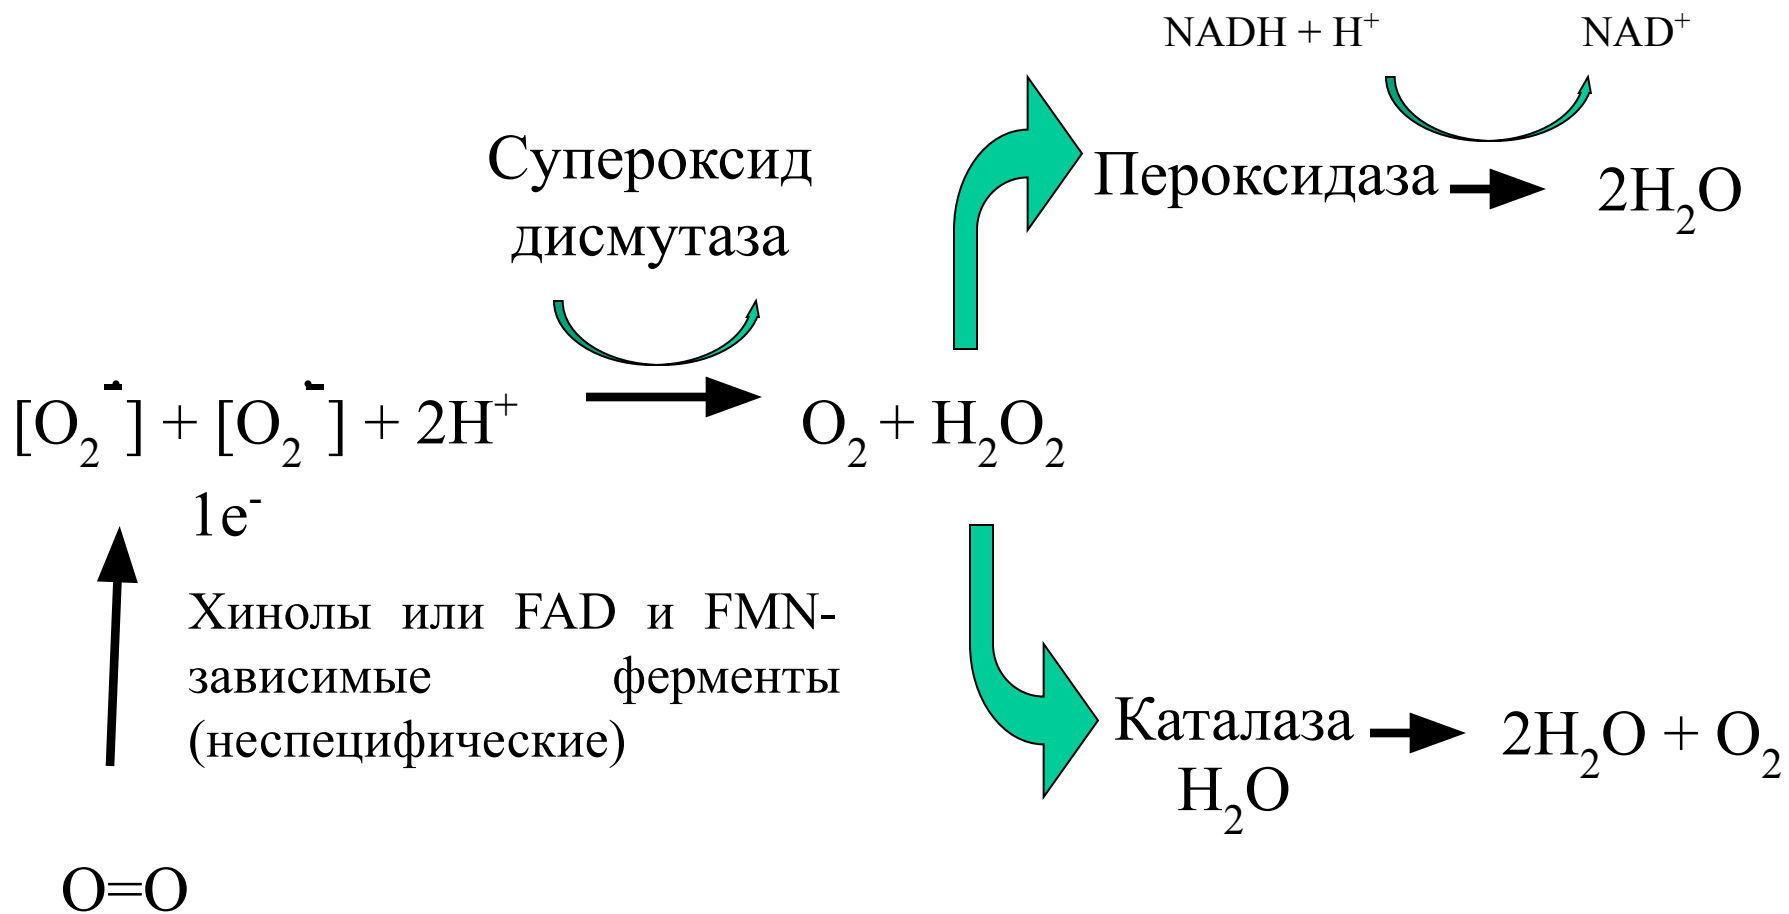 NADH + H⁺ NAD⁺
Супероксид
дисмутаза
Пероксидаза 2H₂O
[O₂⁻̇] + [O₂⁻̇] + 2H⁺ O₂ + H₂O₂
1e⁻
Хинолы или FAD и FMN-
зависимые ферменты
(неспецифические)
Каталаза 2H₂O + O₂
H₂O
O=O